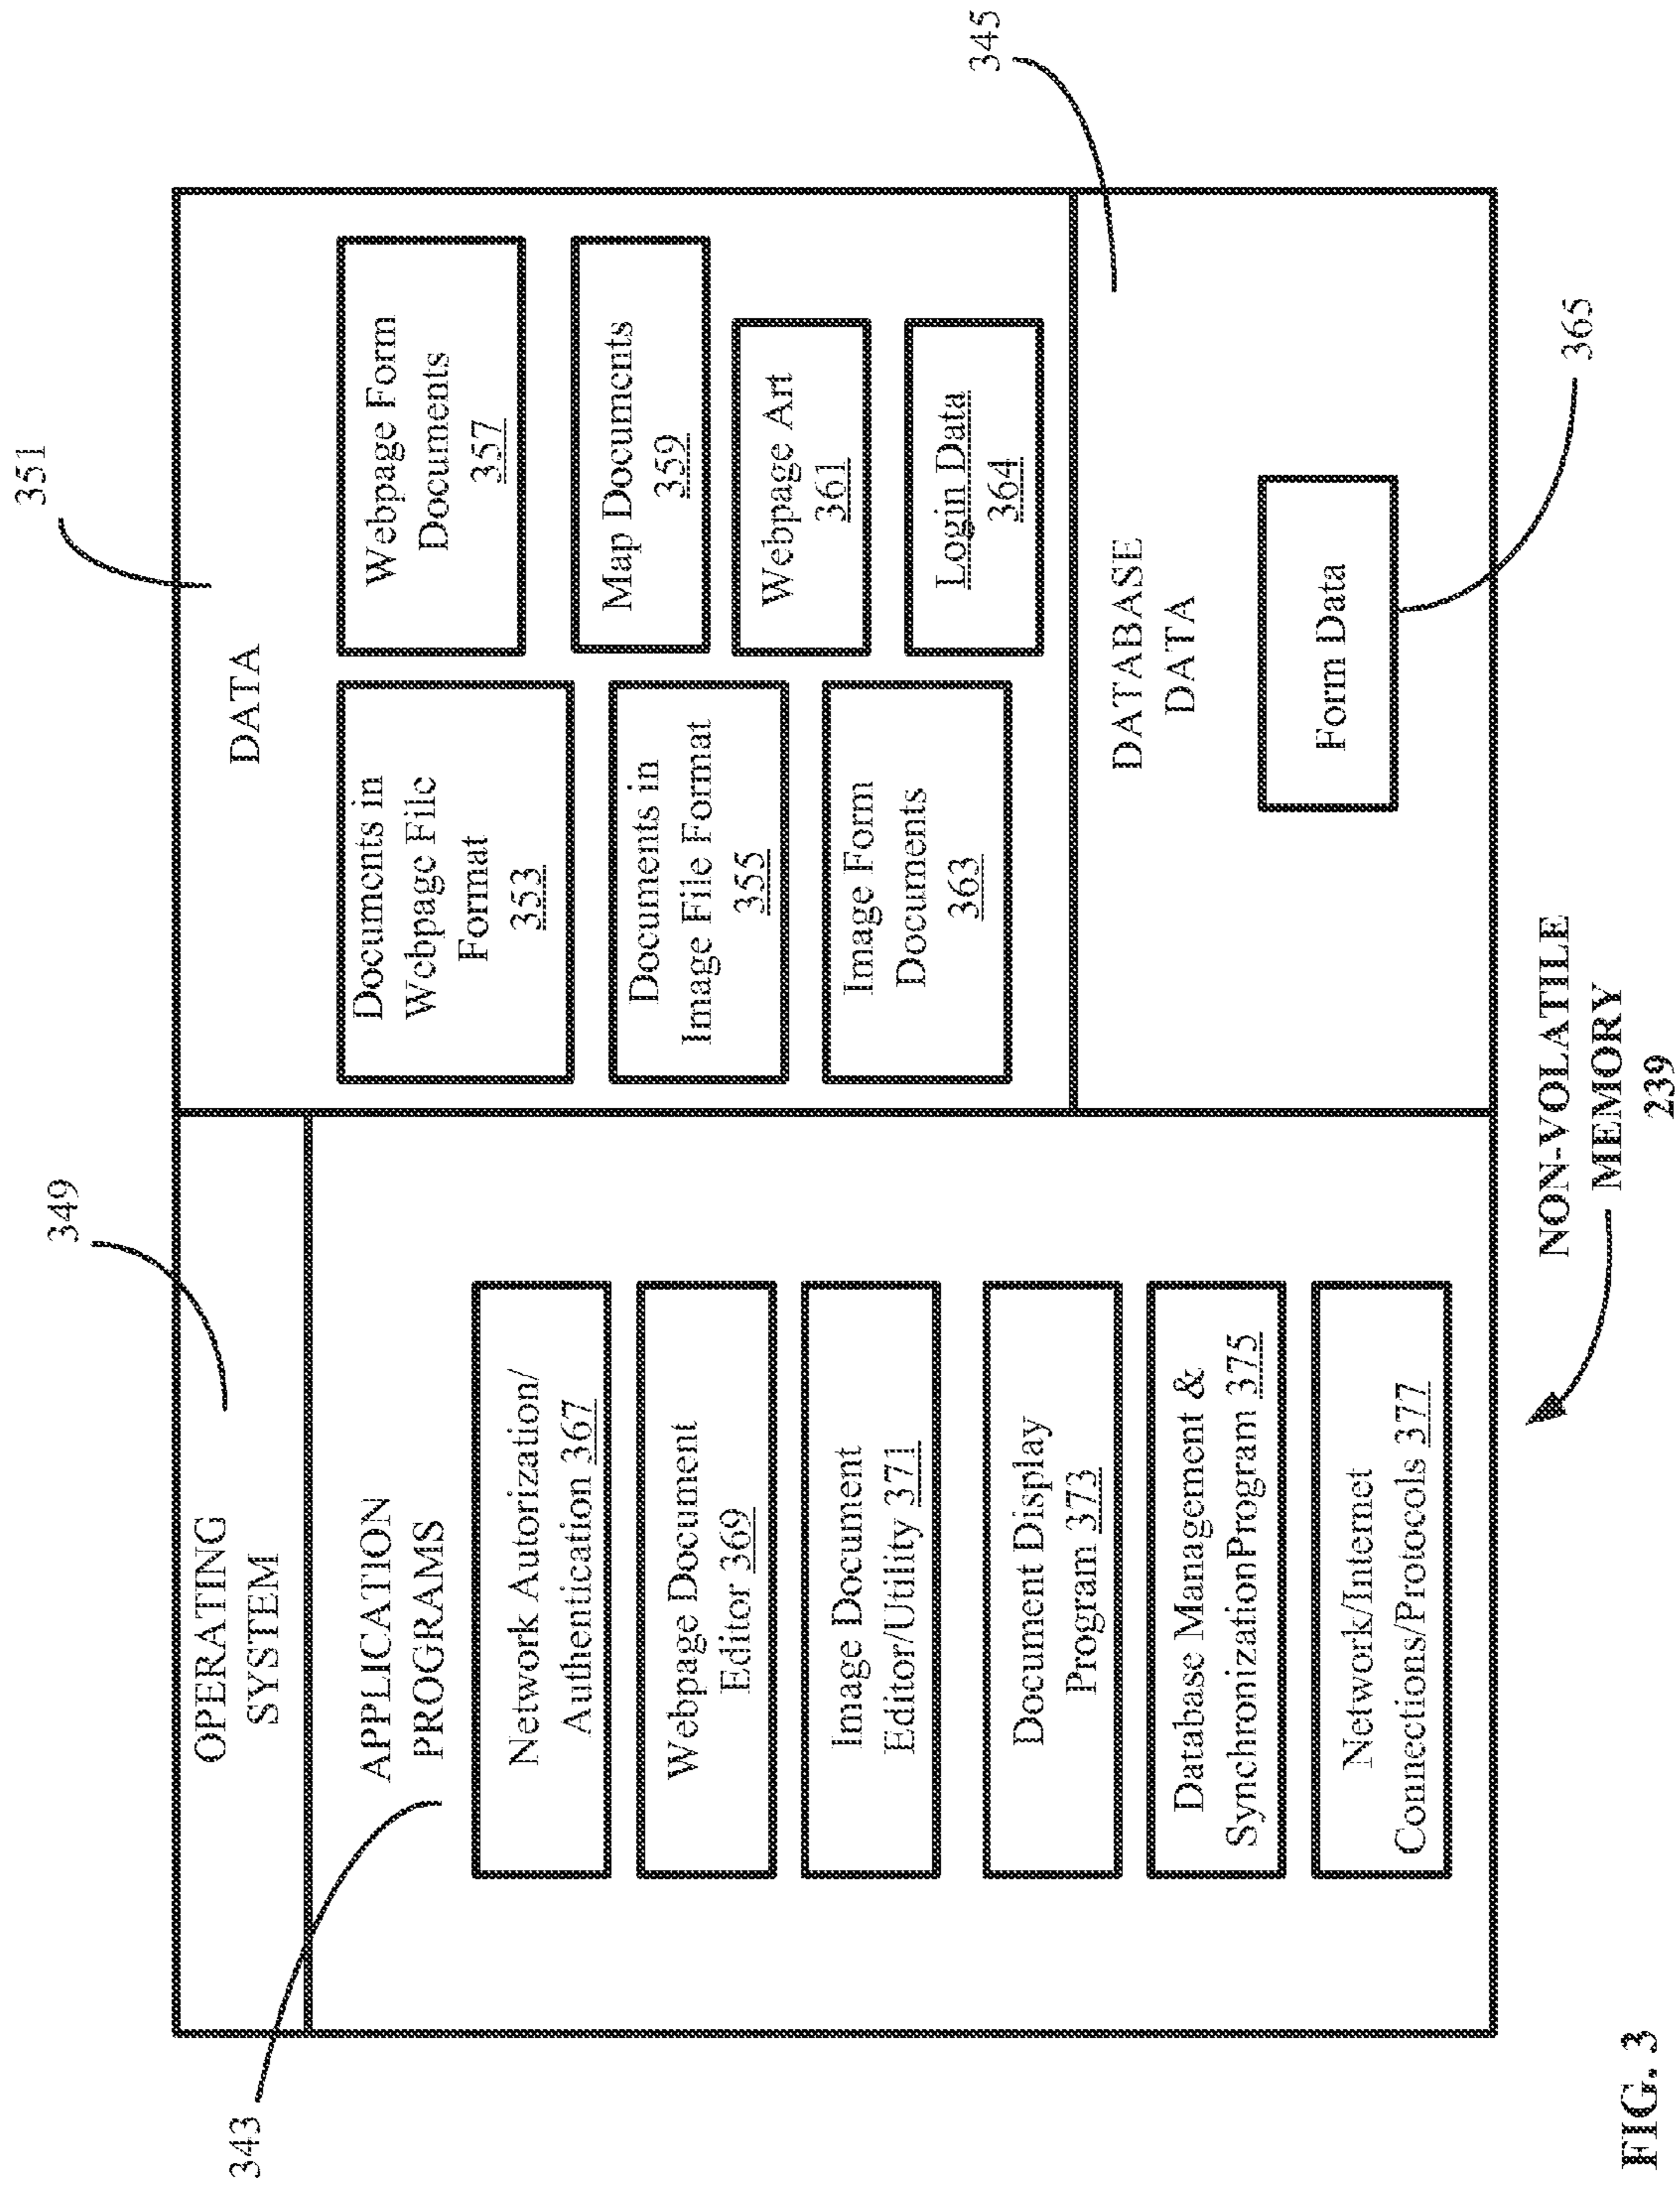 351
349
343
345
OPERATING
SYSTEM
APPLICATION
PROGRAMS
Network Autorization/
Authentication 367
Webpage Document
Editor 369
Image Document
Editor/Utility 371
Document Display
Program 373
Database Management &
SynchronizationProgram 375
Network/Internet
Connections/Protocols 377
DATA
Documents in
Webpage File
Format
353
Documents in
Image File Format
355
Image Form
Documents
363
Webpage Form
Documents
357
Map Documents
359
Webpage Art
361
Login Data
364
DATABASE
DATA
Form Data
365
NON-VOLATILE
MEMORY
239
FIG. 3